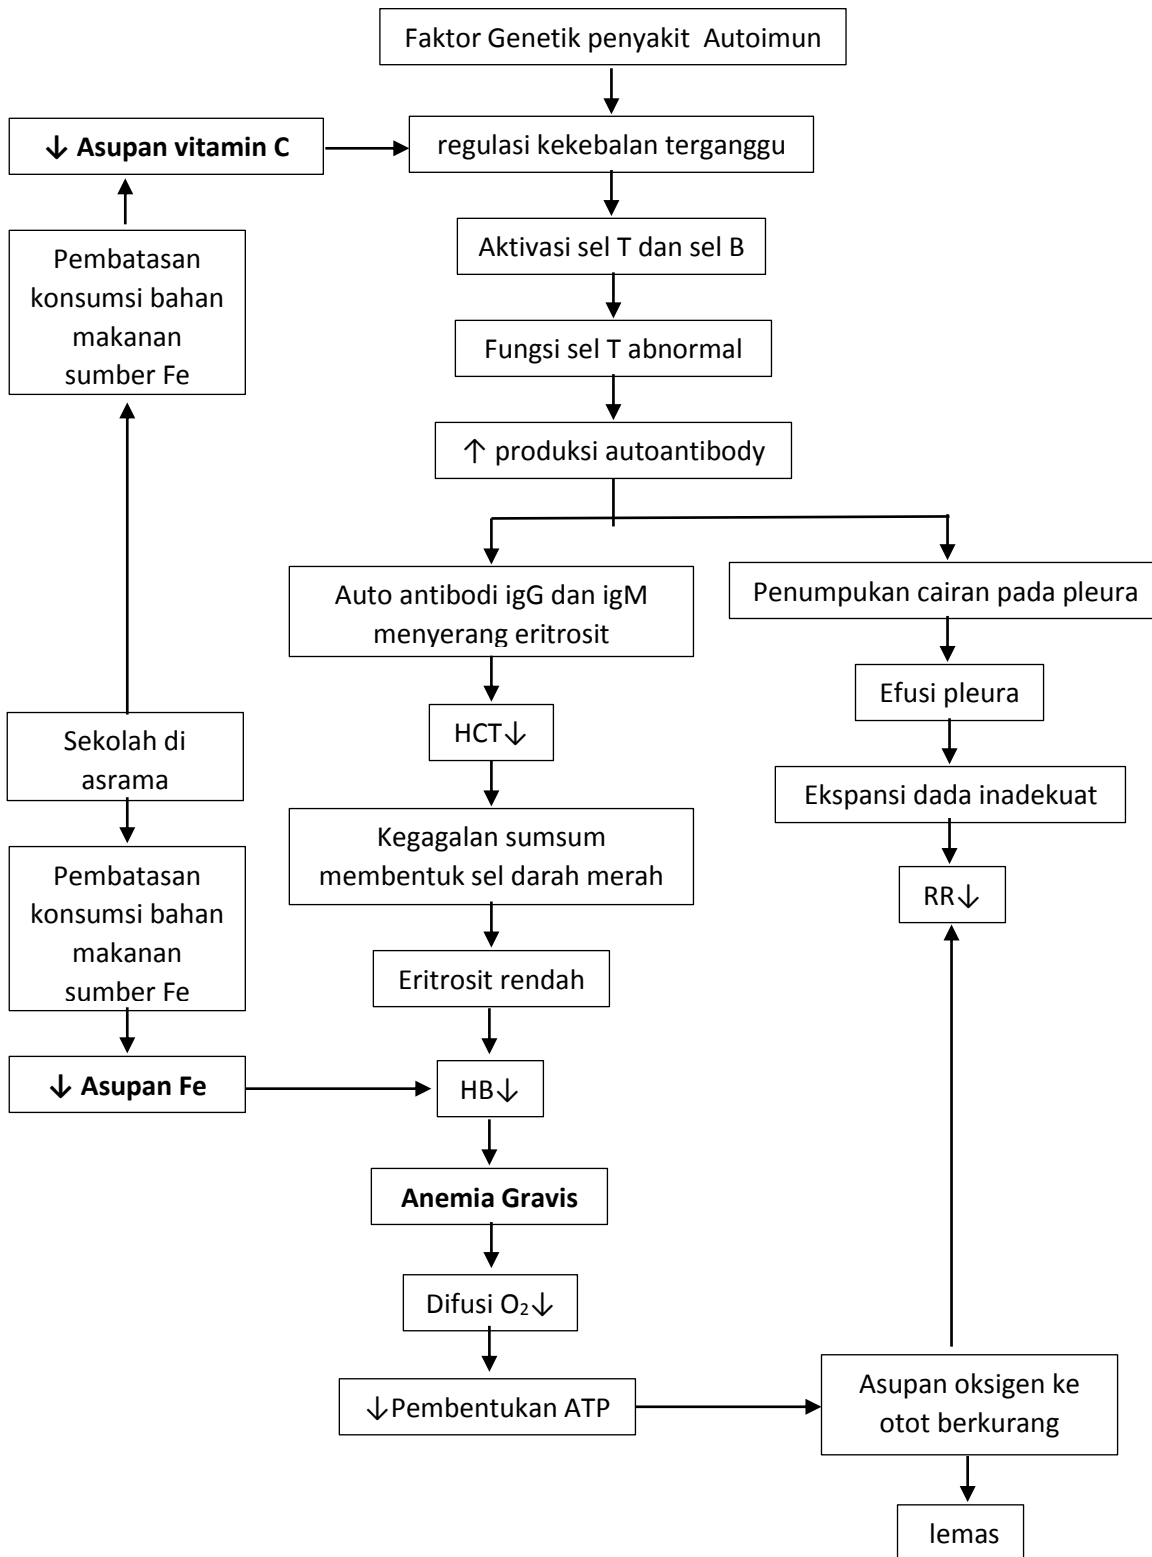 Faktor Genetik penyakit Autoimun
↓ Asupan vitamin C
regulasi kekebalan terganggu
Pembatasan
konsumsi bahan
makanan
sumber Fe
Aktivasi sel T dan sel B
Fungsi sel T abnormal
↑ produksi autoantibody
Auto antibodi igG dan igM
menyerang eritrosit
Penumpukan cairan pada pleura
Efusi pleura
Sekolah di
asrama
HCT↓
Ekspansi dada inadekuat
Kegagalan sumsum
membentuk sel darah merah
Pembatasan
konsumsi bahan
makanan
sumber Fe
RR↓
Eritrosit rendah
↓ Asupan Fe
HB↓
Anemia Gravis
Difusi O₂↓
↓Pembentukan ATP
Asupan oksigen ke
otot berkurang
lemas